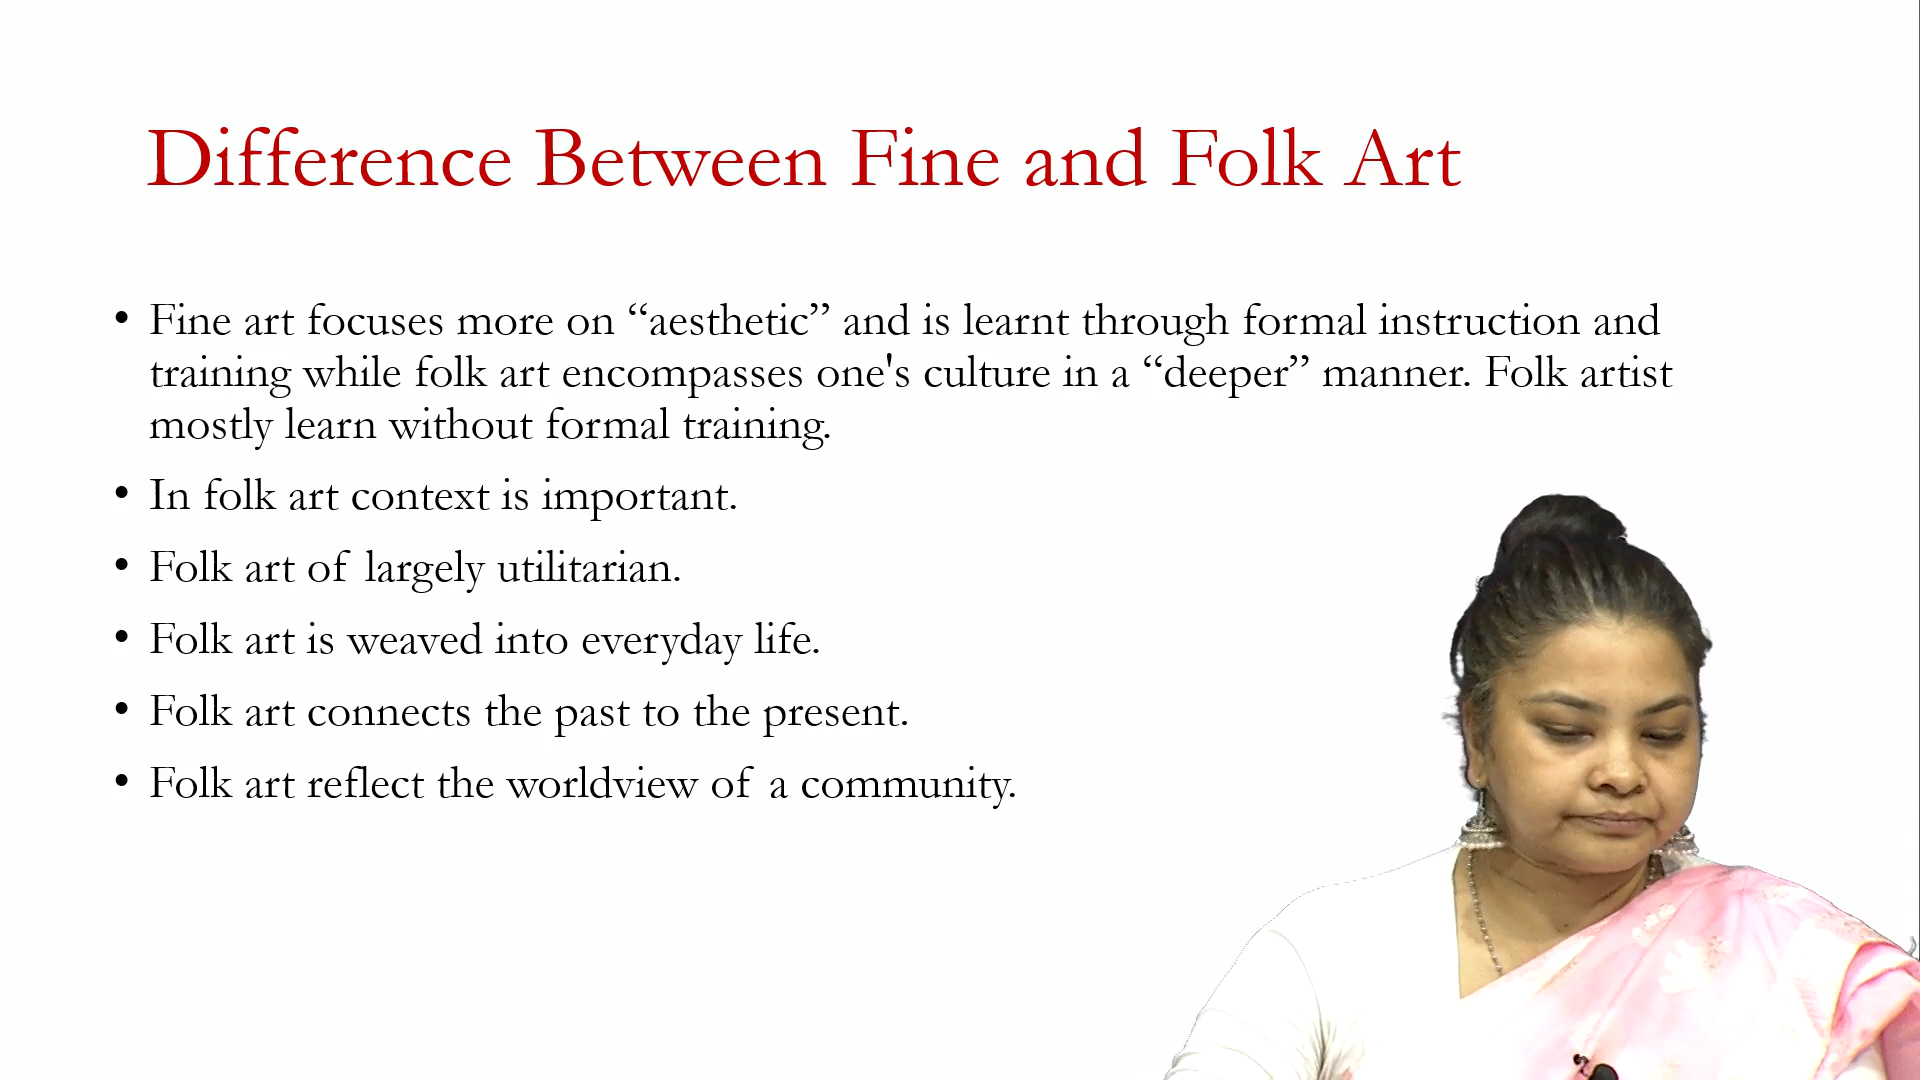 Difference Between Fine and Folk Art
• Fine art focuses more on “aesthetic” and is learnt through formal instruction and
training while folk art encompasses one's culture in a “deeper” manner. Folk artist
mostly learn without formal training.
• In folk art context is important.
• Folk art of largely utilitarian.
• Folk art is weaved into everyday life.
• Folk art connects the past to the present.
• Folk art reflect the worldview of a community.